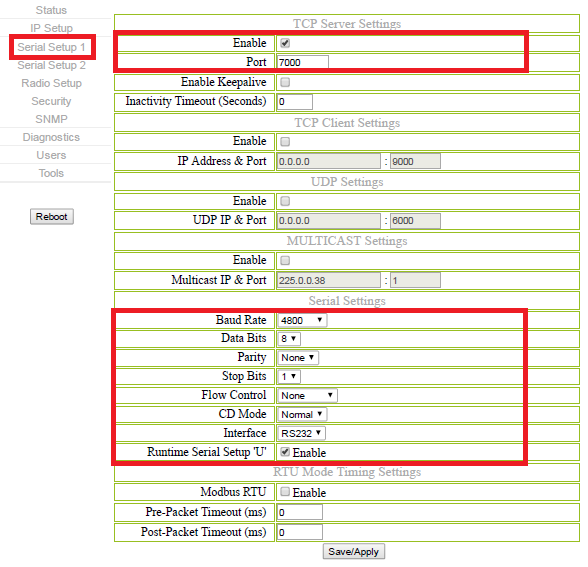 Status
IP Setup
Serial Setup 1
Serial Setup 2
Radio Setup
Security
SNMP
Diagnostics
Users
Tools
Reboot
TCP Server Settings
Enable
Port 7000
Enable Keepalive
Inactivity Timeout (Seconds) 0
TCP Client Settings
Enable
IP Address & Port 0.0.0.0 : 9000
UDP Settings
Enable
UDP IP & Port 0.0.0.0 : 6000
MULTICAST Settings
Enable
Multicast IP & Port 225.0.0.38 : 1
Serial Settings
Baud Rate 4800
Data Bits 8
Parity None
Stop Bits 1
Flow Control None
CD Mode Normal
Interface RS232
Runtime Serial Setup 'U' Enable
RTU Mode Timing Settings
Modbus RTU Enable
Pre-Packet Timeout (ms) 0
Post-Packet Timeout (ms) 0
Save/Apply